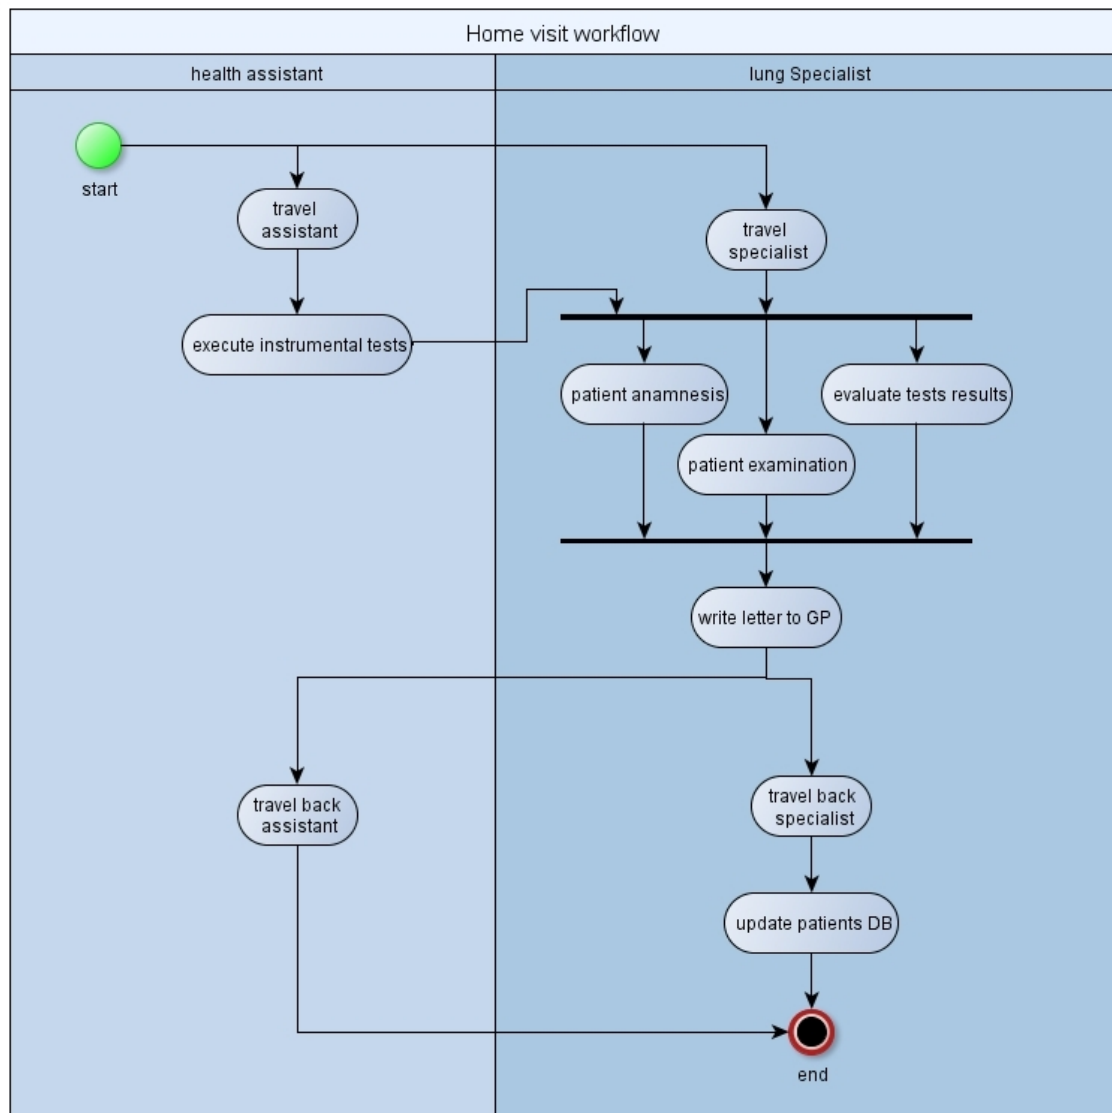 Home visit workflow
health assistant
lung Specialist
start
travel
assistant
travel
specialist
execute instrumental tests
patient anamnesis
evaluate tests results
patient examination
write letter to GP
travel back
assistant
travel back
specialist
update patients DB
end